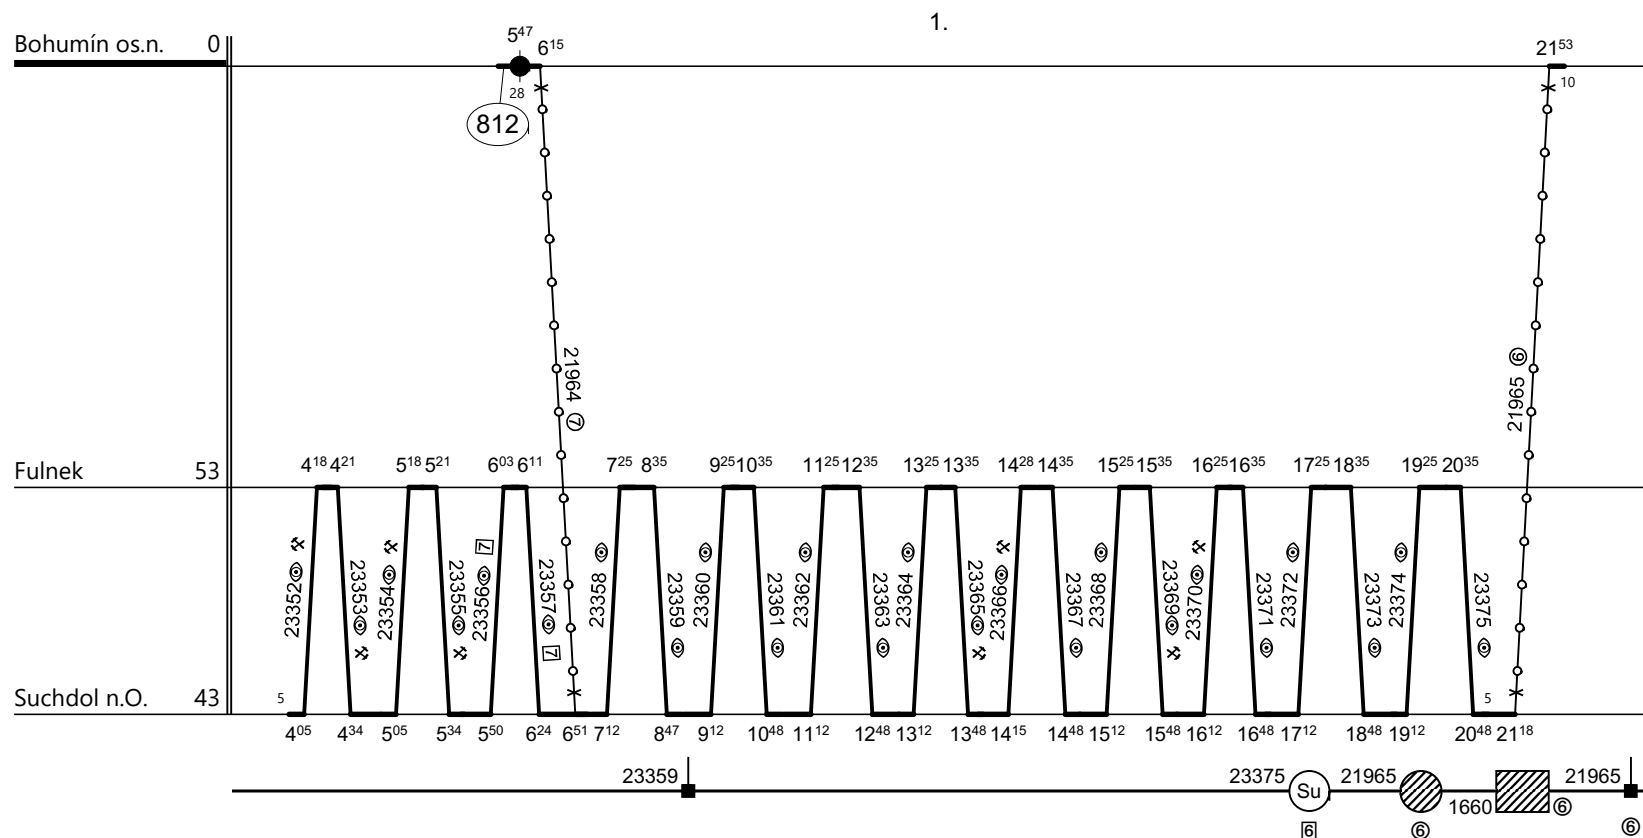 1.
Bohumín os.n. 0
5⁴⁷ 6¹⁵ 21⁵³
28 10
812
21964 ⑦ 21965 ⑥
Fulnek 53
4¹⁸ 4²¹ 5¹⁸ 5²¹ 6⁰³ 6¹¹ 7²⁵ 8³⁵ 9²⁵ 10³⁵ 11²⁵ 12³⁵ 13²⁵ 13³⁵ 14²⁸ 14³⁵ 15²⁵ 15³⁵ 16²⁵ 16³⁵ 17²⁵ 18³⁵ 19²⁵ 20³⁵
23352 23353 23354 23355 23356 7 23357 7 23358 23359 23360 23361 23362 23363 23364 23365 23366 23367 23368 23369 23370 23371 23372 23373 23374 23375
Suchdol n.O. 43
5 5
4⁰⁵ 4³⁴ 5⁰⁵ 5³⁴ 5⁵⁰ 6²⁴ 6⁵¹ 7¹² 8⁴⁷ 9¹² 10⁴⁸ 11¹² 12⁴⁸ 13¹² 13⁴⁸ 14¹⁵ 14⁴⁸ 15¹² 15⁴⁸ 16¹² 16⁴⁸ 17¹² 18⁴⁸ 19¹² 20⁴⁸ 21¹⁸
23359 23375 Su 21965 1660 ⑥ 21965
6 ⑥ ⑥